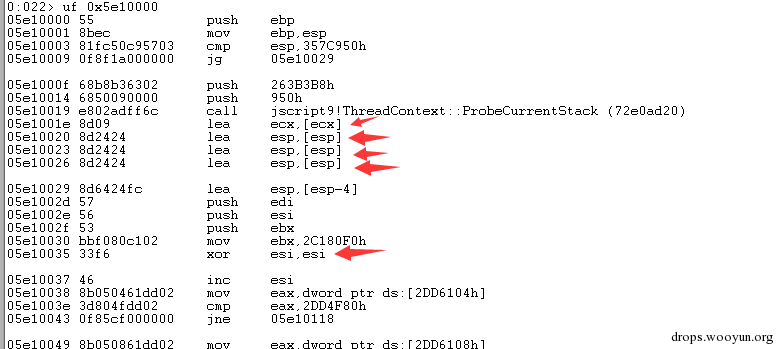 0:022> uf 0x5e10000
05e10000 55 push ebp
05e10001 8bec mov ebp,esp
05e10003 81fc50c95703 cmp esp,357C950h
05e10009 0f8f1a000000 jg 05e10029
05e1000f 68b8b36302 push 263B3B8h
05e10014 6850090000 push 950h
05e10019 e802adff6c call jscript9!ThreadContext::ProbeCurrentStack (72e0ad20)
05e1001e 8d09 lea ecx,[ecx]
05e10020 8d2424 lea esp,[esp]
05e10023 8d2424 lea esp,[esp]
05e10026 8d2424 lea esp,[esp]
05e10029 8d6424fc lea esp,[esp-4]
05e1002d 57 push edi
05e1002e 56 push esi
05e1002f 53 push ebx
05e10030 bbf080c102 mov ebx,2C180F0h
05e10035 33f6 xor esi,esi
05e10037 46 inc esi
05e10038 8b050461dd02 mov eax,dword ptr ds:[2DD6104h]
05e1003e 3d804fdd02 cmp eax,2DD4F80h
05e10043 0f85cf000000 jne 05e10118
05e10049 8b050861dd02 mov eax,dword ptr ds:[2DD6108h]
drops.wooyun.org